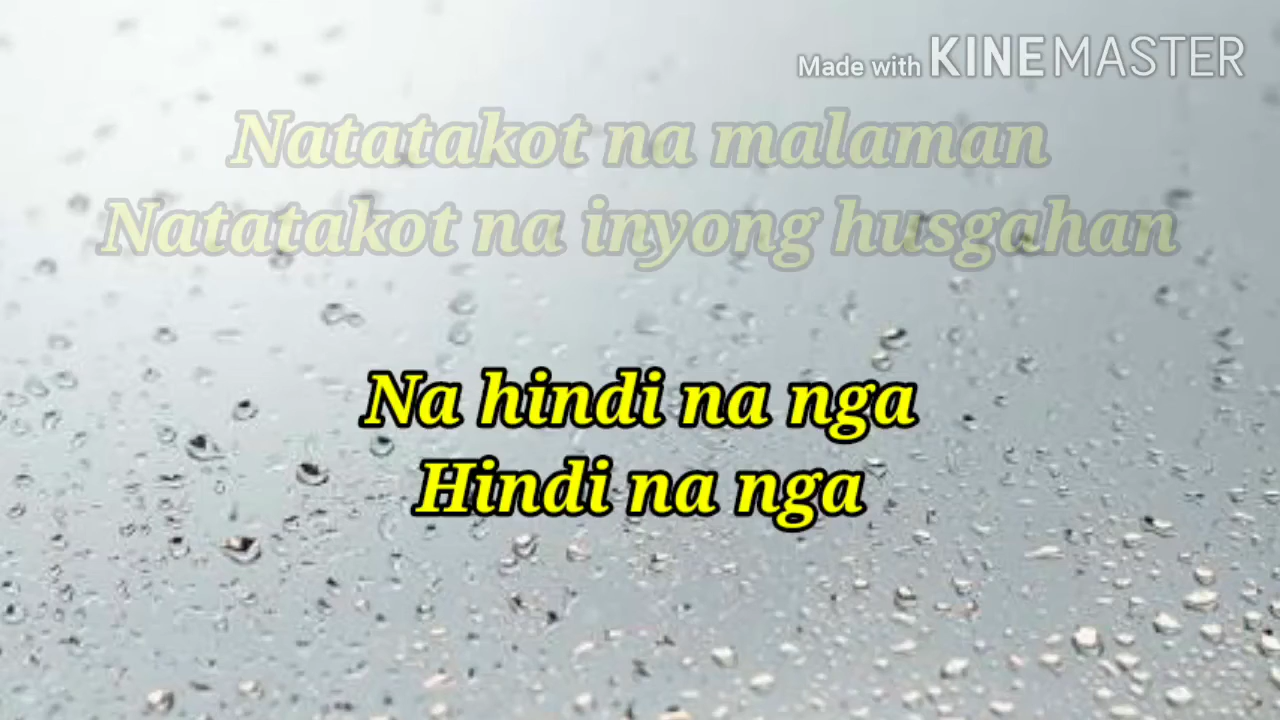 Made with KINEMASTER
Natatakot na malaman
Natatakot na inyong husgahan
Na hindi na nga
Hindi na nga